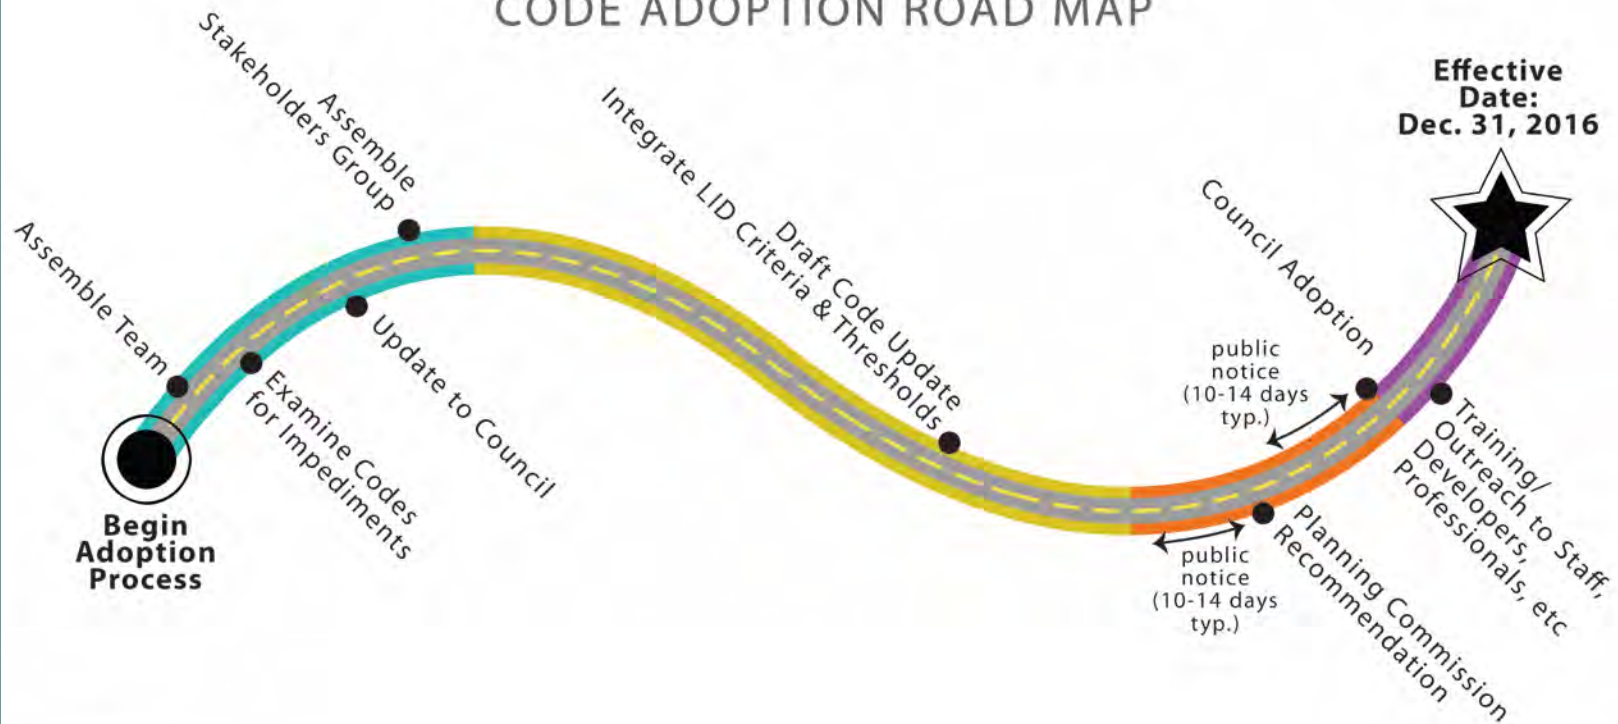 CODE ADOPTION ROAD MAP
Begin
Adoption
Process
Assemble Team
Examine Codes
for Impediments
Update to Council
Assemble
Stakeholders Group
Draft Code Update
Integrate LID Criteria & Thresholds
public
notice
(10-14 days
typ.)
Planning Commission
Recommendation
public
notice
(10-14 days
typ.)
Council Adoption
Training/
Outreach to Staff,
Developers,
Professionals, etc
Effective
Date:
Dec. 31, 2016